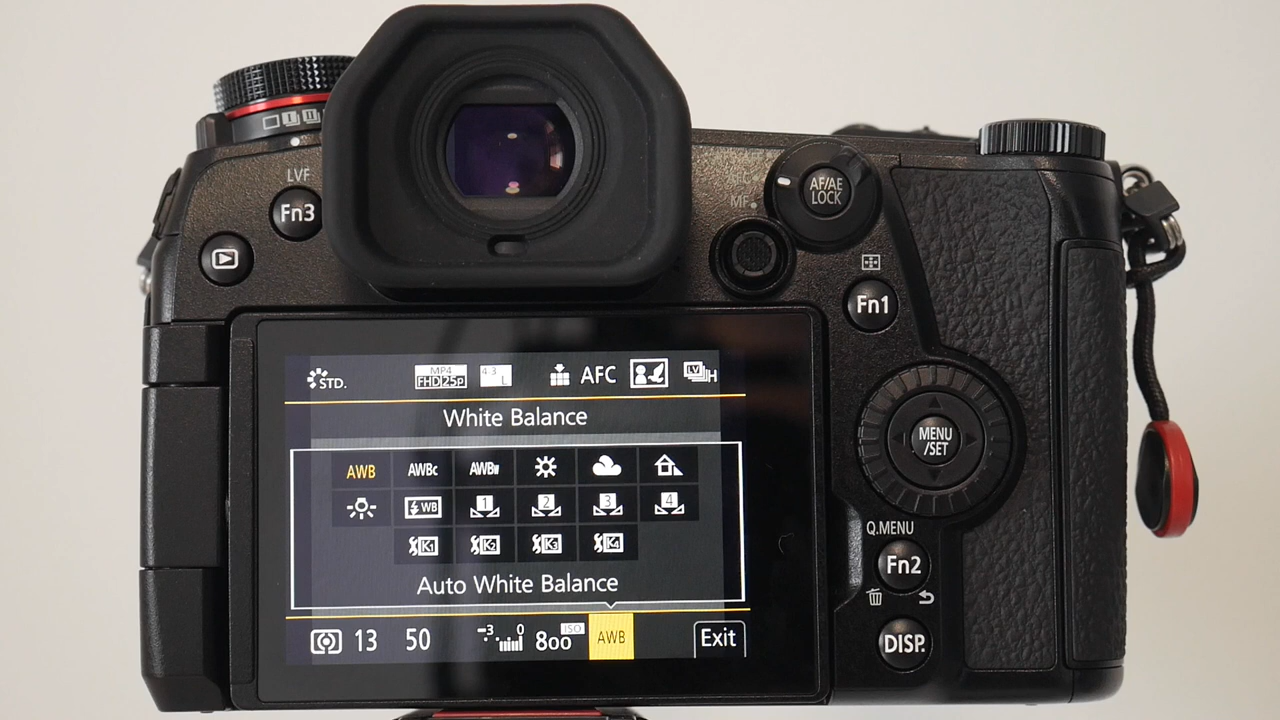 LVF
Fn3
AF/AE
LOCK
AFC
MF
Fn1
STD.
MP4
FHD 25p
4:3
L
AFC
LV
H
White Balance
AWB
AWBc
AWBw
WB
1
2
3
4
K1
K2
K3
K4
Auto White Balance
13
50
-3
0
ISO
800
AWB
Exit
MENU
/SET
Q.MENU
Fn2
DISP.